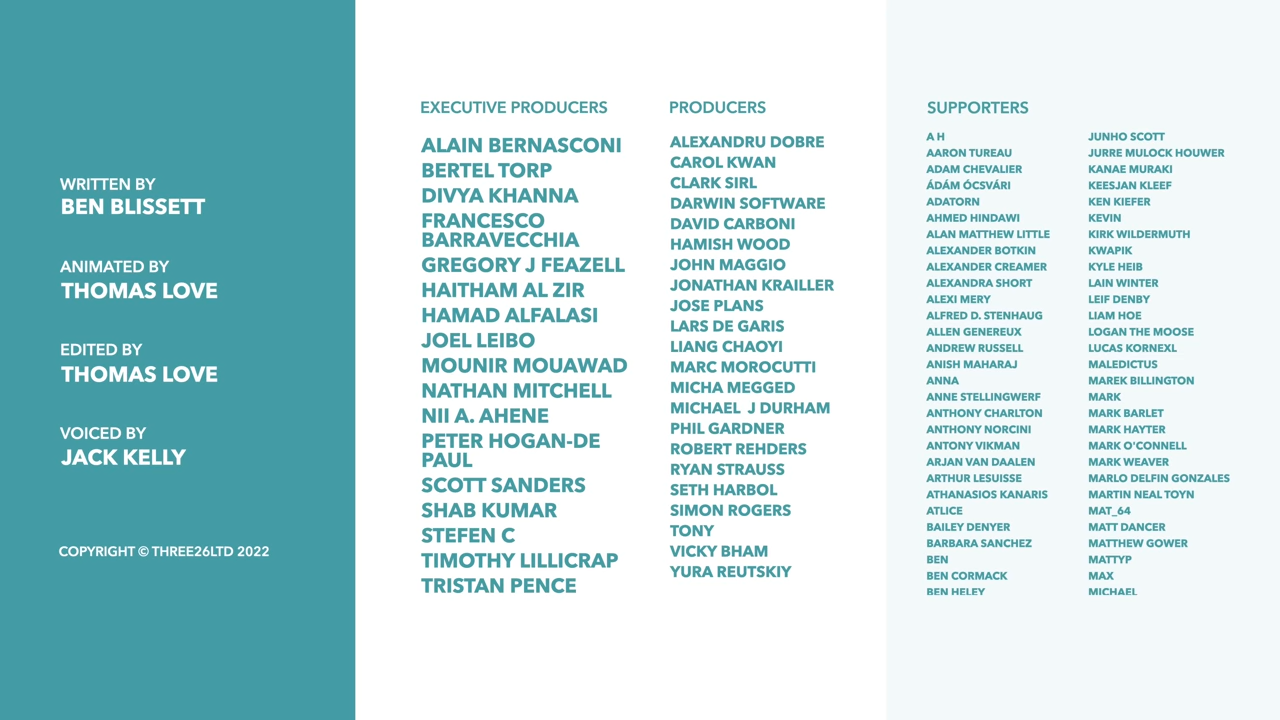 WRITTEN BY
BEN BLISSETT
ANIMATED BY
THOMAS LOVE
EDITED BY
THOMAS LOVE
VOICED BY
JACK KELLY
COPYRIGHT © THREE26LTD 2022
EXECUTIVE PRODUCERS
ALAIN BERNASCONI
BERTEL TORP
DIVYA KHANNA
FRANCESCO
BARRAVECCHIA
GREGORY J FEAZELL
HAITHAM AL ZIR
HAMAD ALFALASI
JOEL LEIBO
MOUNIR MOUAWAD
NATHAN MITCHELL
NII A. AHENE
PETER HOGAN-DE
PAUL
SCOTT SANDERS
SHAB KUMAR
STEFEN C
TIMOTHY LILLICRAP
TRISTAN PENCE
PRODUCERS
ALEXANDRU DOBRE
CAROL KWAN
CLARK SIRL
DARWIN SOFTWARE
DAVID CARBONI
HAMISH WOOD
JOHN MAGGIO
JONATHAN KRAILLER
JOSE PLANS
LARS DE GARIS
LIANG CHAOYI
MARC MOROCUTTI
MICHA MEGGED
MICHAEL  J DURHAM
PHIL GARDNER
ROBERT REHDERS
RYAN STRAUSS
SETH HARBOL
SIMON ROGERS
TONY
VICKY BHAM
YURA REUTSKIY
SUPPORTERS
A H
AARON TUREAU
ADAM CHEVALIER
ÁDÁM ÓCSVÁRI
ADATORN
AHMED HINDAWI
ALAN MATTHEW LITTLE
ALEXANDER BOTKIN
ALEXANDER CREAMER
ALEXANDRA SHORT
ALEXI MERY
ALFRED D. STENHAUG
ALLEN GENEREUX
ANDREW RUSSELL
ANISH MAHARAJ
ANNA
ANNE STELLINGWERF
ANTHONY CHARLTON
ANTHONY NORCINI
ANTONY VIKMAN
ARJAN VAN DAALEN
ARTHUR LESUISSE
ATHANASIOS KANARIS
ATLICE
BAILEY DENYER
BARBARA SANCHEZ
BEN
BEN CORMACK
BEN HELEY
JUNHO SCOTT
JURRE MULOCK HOUWER
KANAE MURAKI
KEESJAN KLEEF
KEN KIEFER
KEVIN
KIRK WILDERMUTH
KWAPIK
KYLE HEIB
LAIN WINTER
LEIF DENBY
LIAM HOE
LOGAN THE MOOSE
LUCAS KORNEXL
MALEDICTUS
MAREK BILLINGTON
MARK
MARK BARLET
MARK HAYTER
MARK O'CONNELL
MARK WEAVER
MARLO DELFIN GONZALES
MARTIN NEAL TOYN
MAT_64
MATT DANCER
MATTHEW GOWER
MATTYP
MAX
MICHAEL